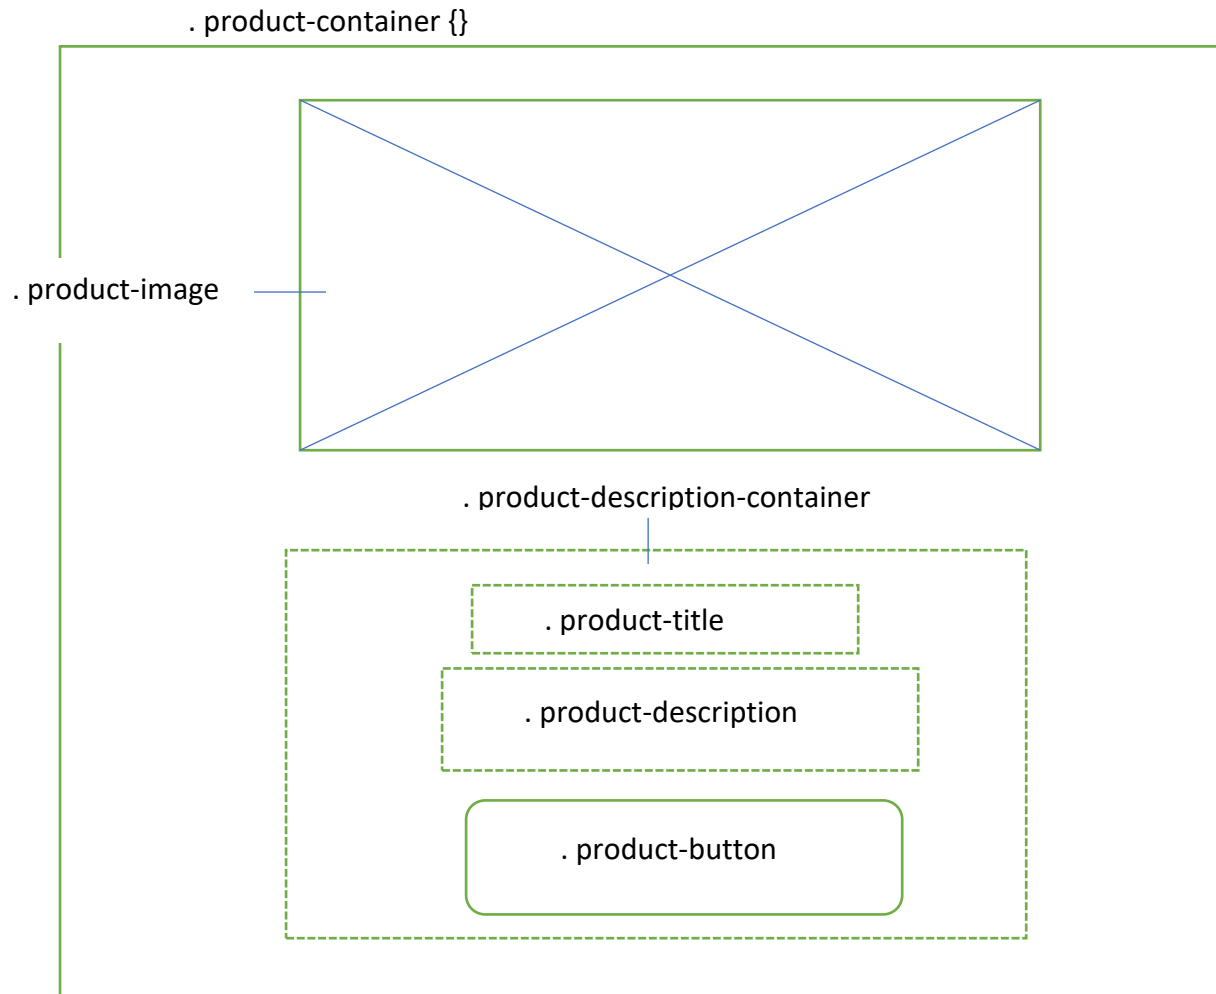 . product-container {}
. product-image
. product-description-container
. product-title
. product-description
. product-button